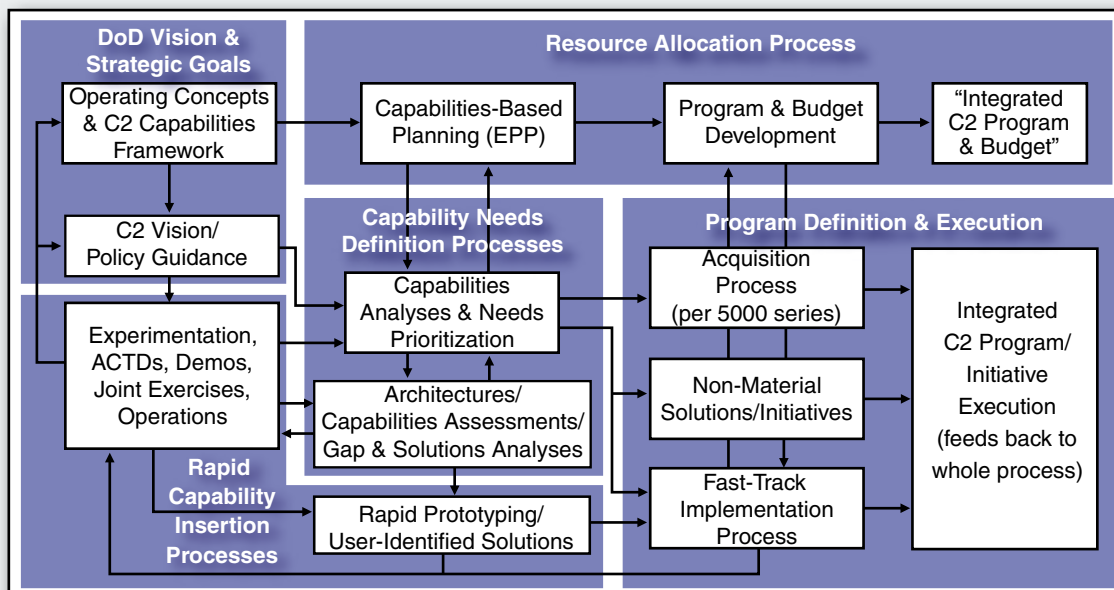 DoD Vision &
Strategic Goals
Operating Concepts
& C2 Capabilities
Framework
C2 Vision/
Policy Guidance
Resource Allocation Process
Capabilities-Based
Planning (EPP)
Program & Budget
Development
“Integrated
C2 Program
& Budget”
Capability Needs
Definition Processes
Capabilities
Analyses & Needs
Prioritization
Architectures/
Capabilities Assessments/
Gap & Solutions Analyses
Program Definition & Execution
Acquisition
Process
(per 5000 series)
Non-Material
Solutions/Initiatives
Fast-Track
Implementation
Process
Integrated
C2 Program/
Initiative
Execution
(feeds back to
whole process)
Experimentation,
ACTDs, Demos,
Joint Exercises,
Operations
Rapid
Capability
Insertion
Processes
Rapid Prototyping/
User-Identified Solutions